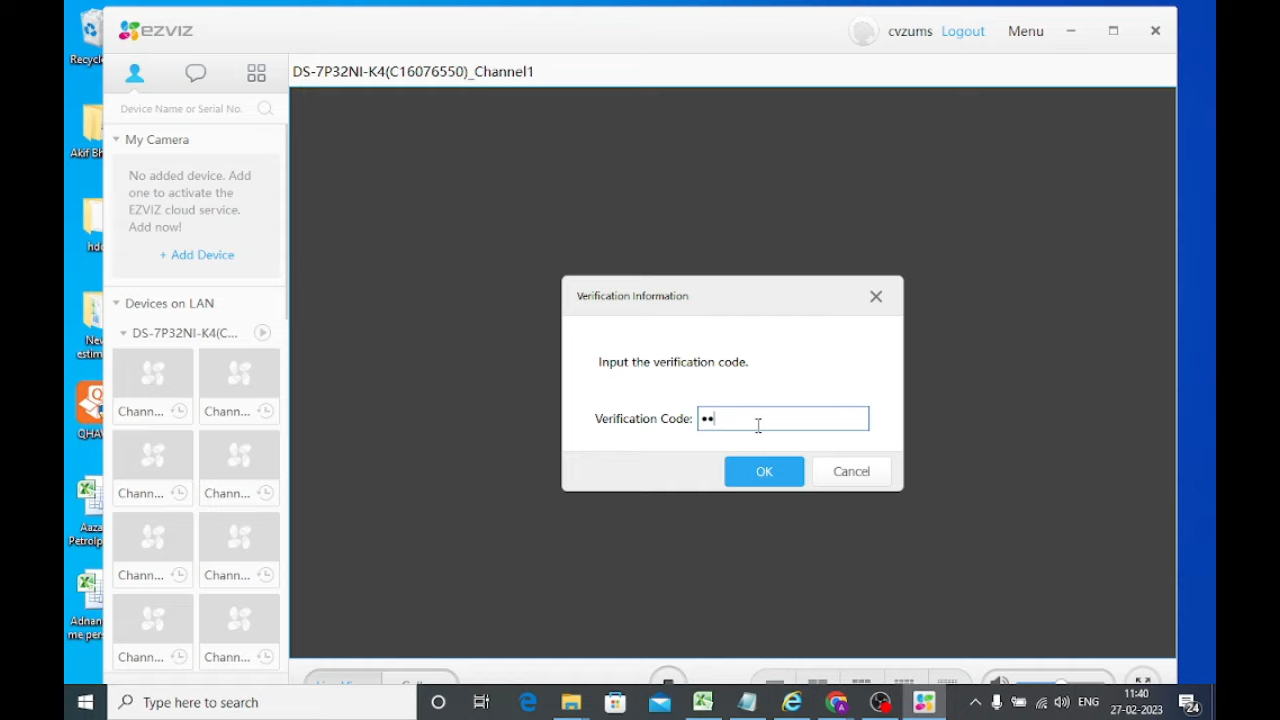 ezviz
cvzums Logout Menu
DS-7P32NI-K4(C16076550)_Channel1
Device Name or Serial No.
My Camera
No added device. Add
one to activate the
EZVIZ cloud service.
Add now!
+ Add Device
Devices on LAN
DS-7P32NI-K4(C...
Chann... Chann...
Chann... Chann...
Chann... Chann...
Chann... Chann...
Verification Information
Input the verification code.
Verification Code: ••
OK Cancel
Recycle
Akif Bh
hdd
New
estim
QHA
Aaza
Petrolp
Adnan
me per
Type here to search
ENG
11:40
27-02-2023
24